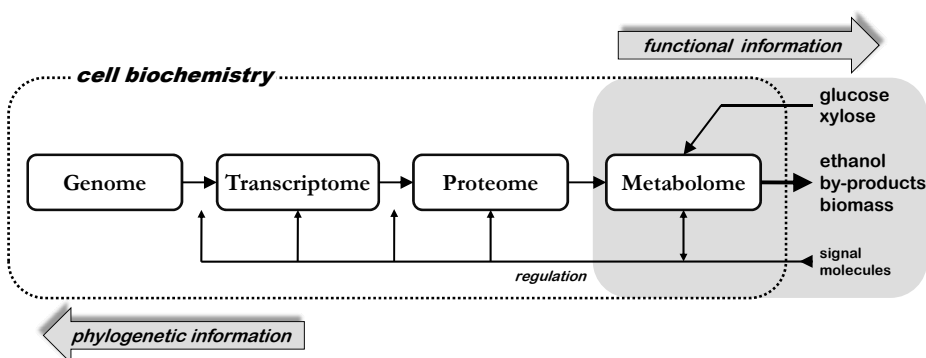 functional information
cell biochemistry
glucose
xylose
Genome
Transcriptome
Proteome
Metabolome
ethanol
by-products
biomass
signal
molecules
regulation
phylogenetic information